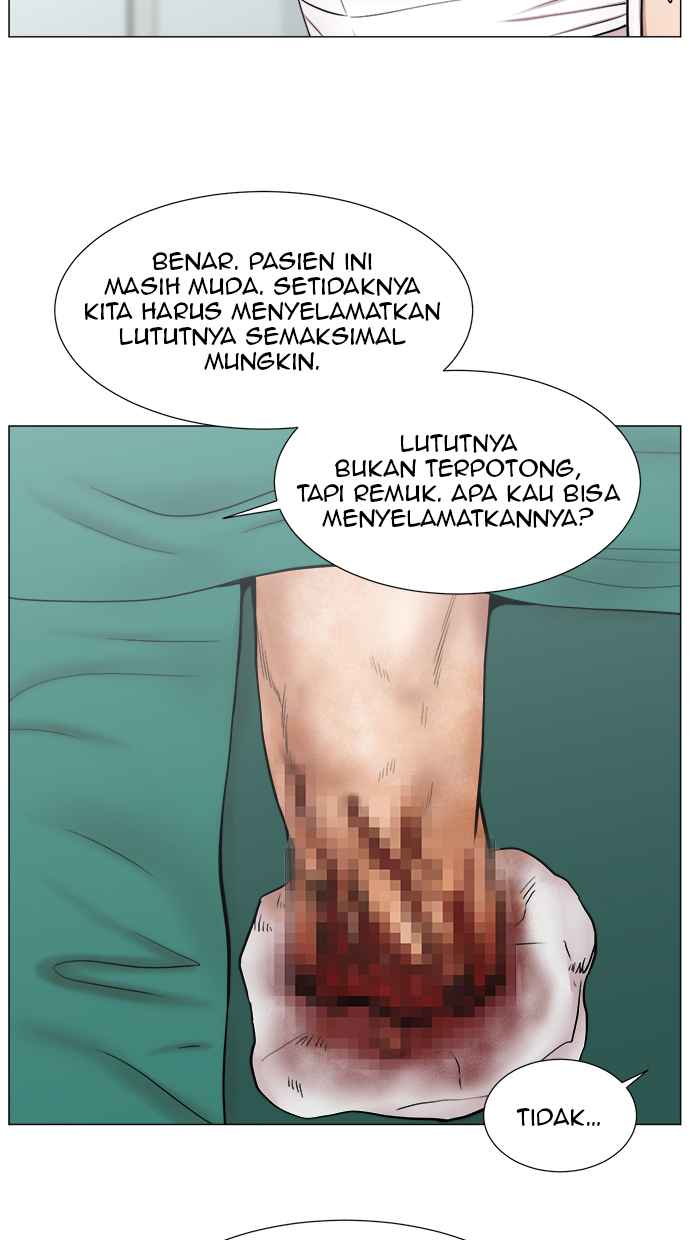 BENAR. PASIEN INI
MASIH MUDA. SETIDAKNYA
KITA HARUS MENYELAMATKAN
LUTUTNYA SEMAKSIMAL
MUNGKIN.
LUTUTNYA
BUKAN TERPOTONG,
TAPI REMUK. APA KAU BISA
MENYELAMATKANNYA?
TIDAK...